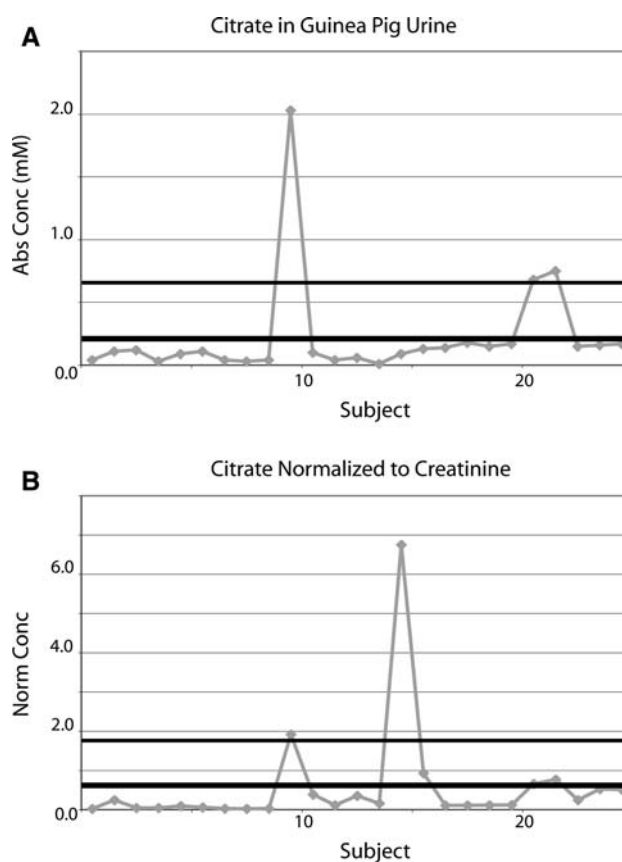 A
Citrate in Guinea Pig Urine
Abs Conc (mM)
2.0
1.0
0.0
10
20
Subject
B
Citrate Normalized to Creatinine
Norm Conc
6.0
4.0
2.0
0.0
10
20
Subject